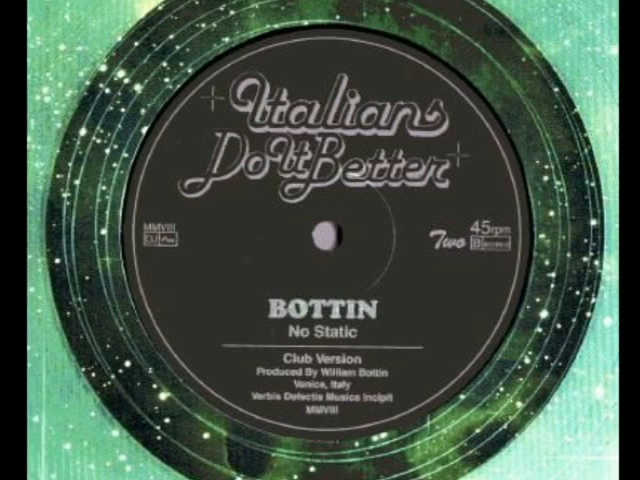 Italians
Do It Better
MMVIII
45rpm
Two
BOTTIN
No Static
Club Version
Produced By William Bottin
Venice, Italy
Verbis Defectis Musica Incipit
MMVIII